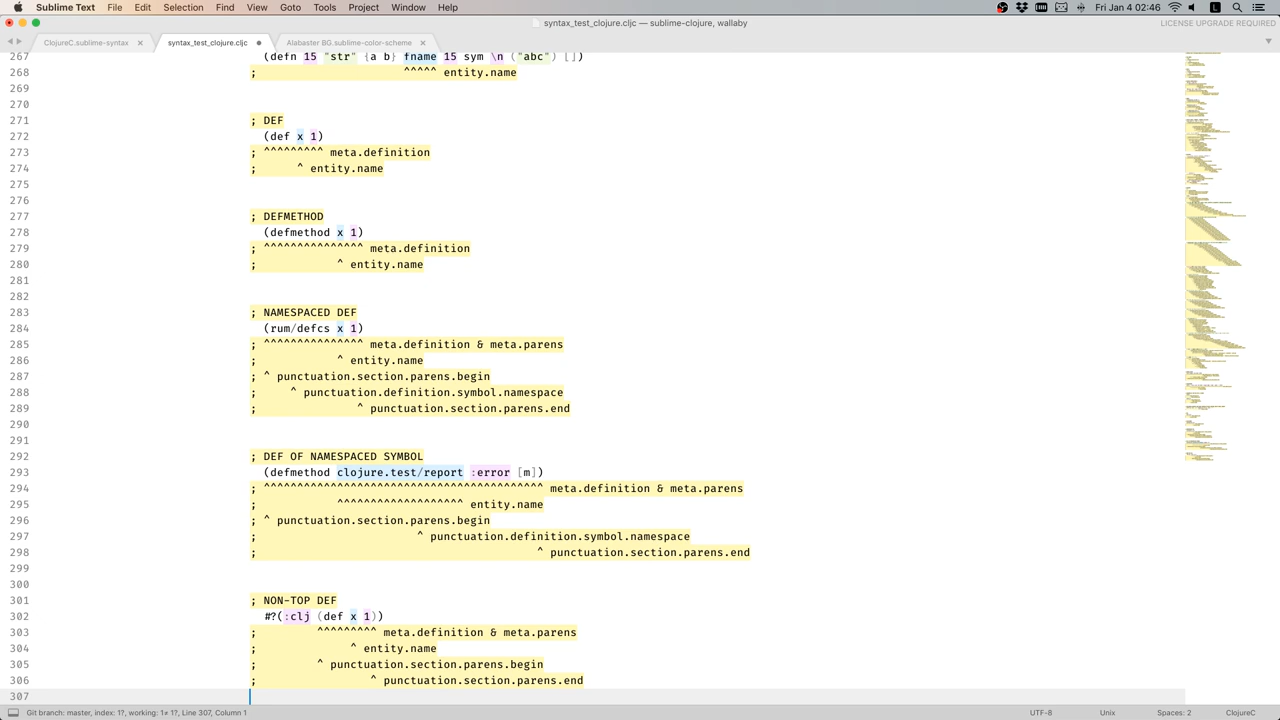 Sublime Text File Edit Selection Find View Goto Tools Project Window Help Fri Jan 4 02:46
syntax_test_clojure.cljc — sublime-clojure, wallaby LICENSE UPGRADE REQUIRED
ClojureC.sublime-syntax × syntax_test_clojure.cljc Alabaster BG.sublime-color-scheme ×
267 (defn 15 "str" {a b} fname 15 sym \n ("abc") [])
268 ; ^^^^^ entity.name
269
270
271 ; DEF
272 (def x 1)
273 ; ^^^^^^^^^ meta.definition
274 ; ^ entity.name
275
276
277 ; DEFMETHOD
278 (defmethod x 1)
279 ; ^^^^^^^^^^^^^^^ meta.definition
280 ; ^ entity.name
281
282
283 ; NAMESPACED DEF
284 (rum/defcs x 1)
285 ; ^^^^^^^^^^^^^^^ meta.definition & meta.parens
286 ; ^ entity.name
287 ; ^ punctuation.section.parens.begin
288 ; ^ punctuation.definition.symbol.namespace
289 ; ^ punctuation.section.parens.end
290
291
292 ; DEF OF NAMESPACED SYMBOL
293 (defmethod clojure.test/report :error [m])
294 ; ^^^^^^^^^^^^^^^^^^^^^^^^^^^^^^^^^^^^^^^^^^ meta.definition & meta.parens
295 ; ^^^^^^^^^^^^^^^^^^^ entity.name
296 ; ^ punctuation.section.parens.begin
297 ; ^ punctuation.definition.symbol.namespace
298 ; ^ punctuation.section.parens.end
299
300
301 ; NON-TOP DEF
302 #?(:clj (def x 1))
303 ; ^^^^^^^^^ meta.definition & meta.parens
304 ; ^ entity.name
305 ; ^ punctuation.section.parens.begin
306 ; ^ punctuation.section.parens.end
307
Git branch: master, index: 1?, working: 1≠ 1?, Line 307, Column 1 UTF-8 Unix Spaces: 2 ClojureC